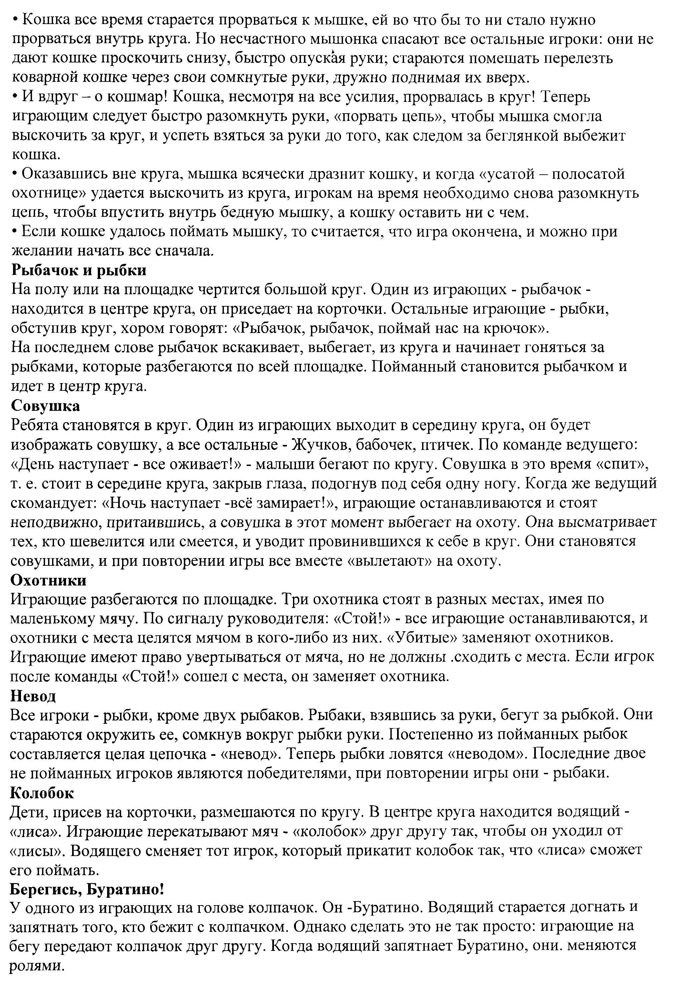 • Кошка все время старается прорваться к мышке, ей во что бы то ни стало нужно
прорваться внутрь круга. Но несчастного мышонка спасают все остальные игроки: они не
дают кошке проскочить снизу, быстро опуская руки; стараются помешать перелезть
коварной кошке через свои сомкнутые руки, дружно поднимая их вверх.
• И вдруг – о кошмар! Кошка, несмотря на все усилия, прорвалась в круг! Теперь
играющим следует быстро разомкнуть руки, «порвать цепь», чтобы мышка смогла
выскочить за круг, и успеть взяться за руки до того, как следом за беглянкой выбежит
кошка.
• Оказавшись вне круга, мышка всячески дразнит кошку, и когда «усатой – полосатой
охотнице» удается выскочить из круга, игрокам на время необходимо снова разомкнуть
цепь, чтобы впустить внутрь бедную мышку, а кошку оставить ни с чем.
• Если кошке удалось поймать мышку, то считается, что игра окончена, и можно при
желании начать все сначала.
Рыбачок и рыбки
На полу или на площадке чертится большой круг. Один из играющих - рыбачок -
находится в центре круга, он приседает на корточки. Остальные играющие - рыбки,
обступив круг, хором говорят: «Рыбачок, рыбачок, поймай нас на крючок».
На последнем слове рыбачок вскакивает, выбегает, из круга и начинает гоняться за
рыбками, которые разбегаются по всей площадке. Пойманный становится рыбачком и
идет в центр круга.
Совушка
Ребята становятся в круг. Один из играющих выходит в середину круга, он будет
изображать совушку, а все остальные - Жучков, бабочек, птичек. По команде ведущего:
«День наступает - все оживает!» - малыши бегают по кругу. Совушка в это время «спит»,
т. е. стоит в середине круга, закрыв глаза, подогнув под себя одну ногу. Когда же ведущий
скомандует: «Ночь наступает -всё замирает!», играющие останавливаются и стоят
неподвижно, притаившись, а совушка в этот момент выбегает на охоту. Она высматривает
тех, кто шевелится или смеется, и уводит провинившихся к себе в круг. Они становятся
совушками, и при повторении игры все вместе «вылетают» на охоту.
Охотники
Играющие разбегаются по площадке. Три охотника стоят в разных местах, имея по
маленькому мячу. По сигналу руководителя: «Стой!» - все играющие останавливаются, и
охотники с места целятся мячом в кого-либо из них. «Убитые» заменяют охотников.
Играющие имеют право увертываться от мяча, но не должны .сходить с места. Если игрок
после команды «Стой!» сошел с места, он заменяет охотника.
Невод
Все игроки - рыбки, кроме двух рыбаков. Рыбаки, взявшись за руки, бегут за рыбкой. Они
стараются окружить ее, сомкнув вокруг рыбки руки. Постепенно из пойманных рыбок
составляется целая цепочка - «невод». Теперь рыбки ловятся «неводом». Последние двое
не пойманных игроков являются победителями, при повторении игры они - рыбаки.
Колобок
Дети, присев на корточки, размешаются по кругу. В центре круга находится водящий -
«лиса». Играющие перекатывают мяч - «колобок» друг другу так, чтобы он уходил от
«лисы». Водящего сменяет тот игрок, который прикатит колобок так, что «лиса» сможет
его поймать.
Берегись, Буратино!
У одного из играющих на голове колпачок. Он -Буратино. Водящий старается догнать и
запятнать того, кто бежит с колпачком. Однако сделать это не так просто: играющие на
бегу передают колпачок друг другу. Когда водящий запятнает Буратино, они. меняются
ролями.